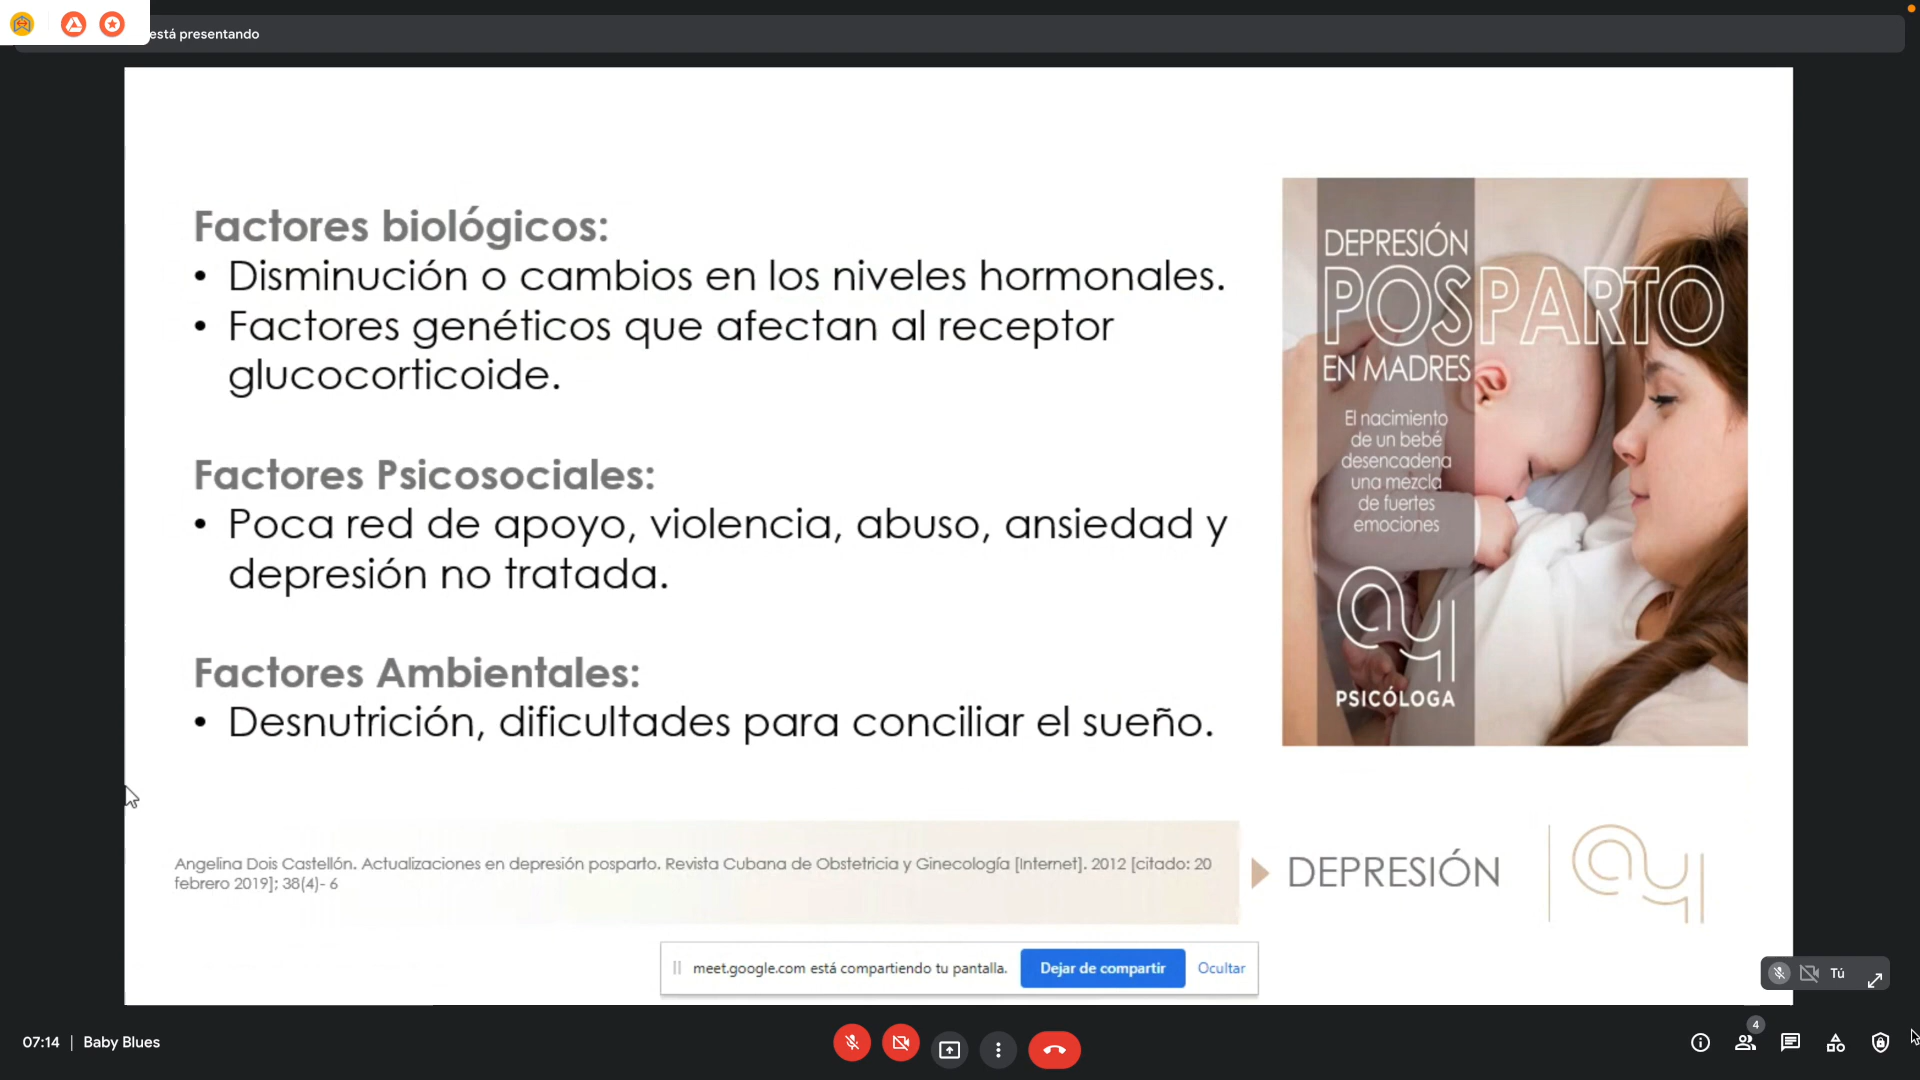 está presentando
Factores biológicos:
• Disminución o cambios en los niveles hormonales.
• Factores genéticos que afectan al receptor
glucocorticoide.
Factores Psicosociales:
• Poca red de apoyo, violencia, abuso, ansiedad y
depresión no tratada.
Factores Ambientales:
• Desnutrición, dificultades para conciliar el sueño.
DEPRESIÓN
POSPARTO
EN MADRES
El nacimiento
de un bebé
desencadena
una mezcla
de fuertes
emociones
ay
PSICÓLOGA
Angelina Dois Castellón. Actualizaciones en depresión posparto. Revista Cubana de Obstetricia y Ginecología [Internet]. 2012 [citado: 20
febrero 2019]; 38(4)- 6
DEPRESIÓN
ay
meet.google.com está compartiendo tu pantalla.
Dejar de compartir
Ocultar
Tú
07:14 | Baby Blues
4